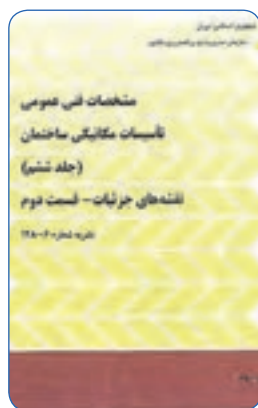 جمهوری اسلامی ایران
مشخصات فنی عمومی
تأسیسات مکانیکی ساختمان
(جلد ششم)
نقشه‌های جزئیات - قسمت دوم
نشریه شماره ۶-۱۲۸